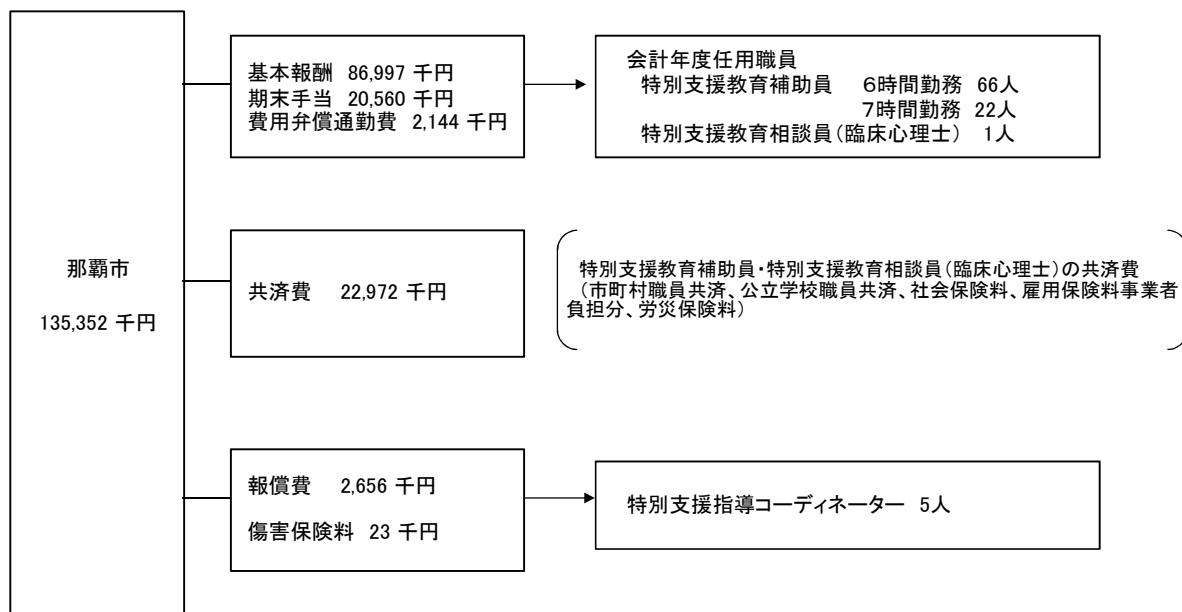 那覇市
135,352 千円
基本報酬 86,997 千円
期末手当 20,560 千円
費用弁償通勤費 2,144 千円
会計年度任用職員
特別支援教育補助員 6時間勤務 66人
7時間勤務 22人
特別支援教育相談員(臨床心理士) 1人
共済費 22,972 千円
特別支援教育補助員・特別支援教育相談員(臨床心理士)の共済費
(市町村職員共済、公立学校職員共済、社会保険料、雇用保険料事業者
負担分、労災保険料)
報償費 2,656 千円
傷害保険料 23 千円
特別支援指導コーディネーター 5人